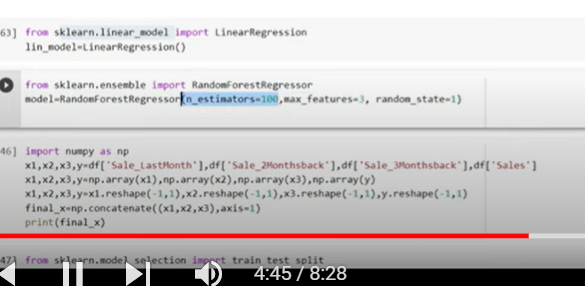 63] from sklearn.linear_model import LinearRegression
lin_model=LinearRegression()
from sklearn.ensemble import RandomForestRegressor
model=RandomForestRegressor(n_estimators=100,max_features=3, random_state=1)
46] import numpy as np
x1,x2,x3,y=df['Sale_LastMonth'],df['Sale_2Monthsback'],df['Sale_3Monthsback'],df['Sales']
x1,x2,x3,y=np.array(x1),np.array(x2),np.array(x3),np.array(y)
x1,x2,x3,y=x1.reshape(-1,1),x2.reshape(-1,1),x3.reshape(-1,1),y.reshape(-1,1)
final_x=np.concatenate((x1,x2,x3),axis=1)
print(final_x)
47] from sklearn.model_selection import train_test_split
4:45 / 8:28